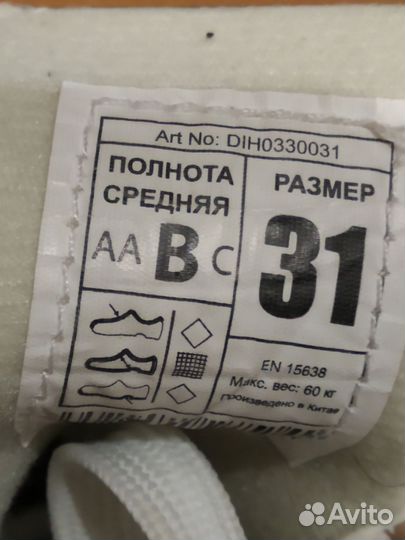 Art No: DIH0330031
ПОЛНОТА
СРЕДНЯЯ
AA B C
РАЗМЕР
31
EN 15638
Макс. вес: 60 кг
произведено в Китае
Avito